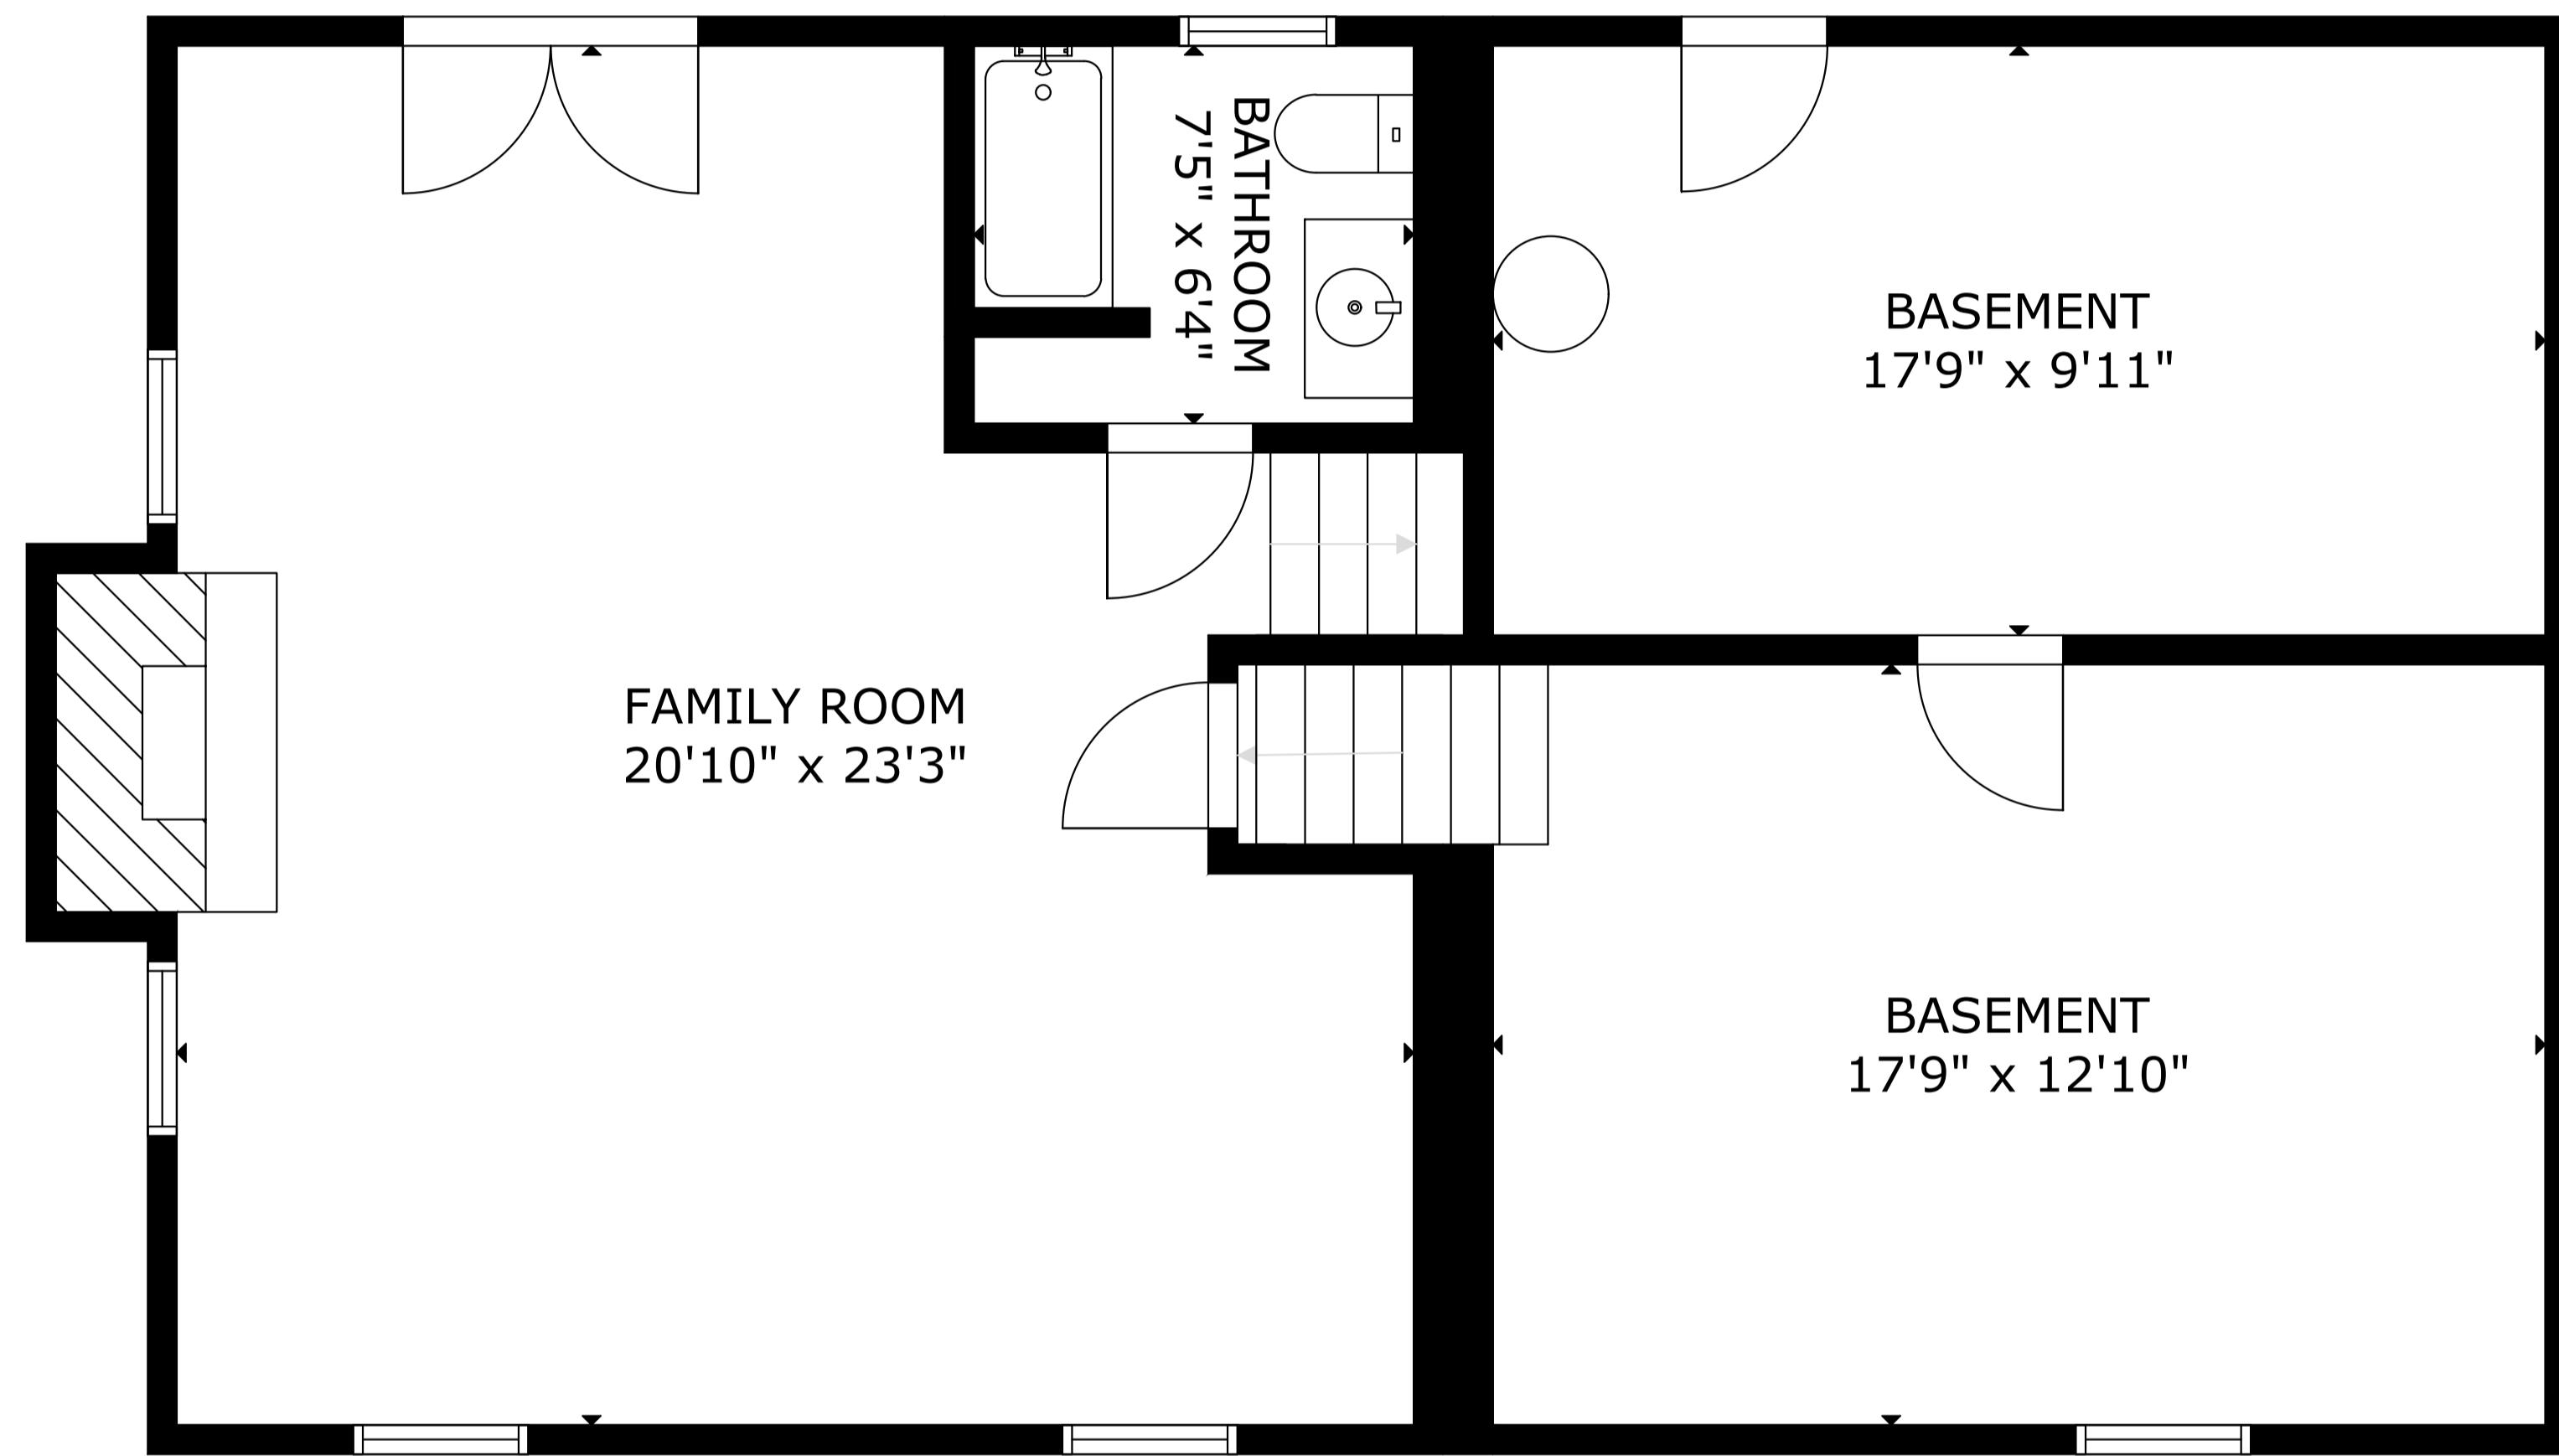 BATHROOM
7'5" x 6'4"
BASEMENT
17'9" x 9'11"
FAMILY ROOM
20'10" x 23'3"
BASEMENT
17'9" x 12'10"